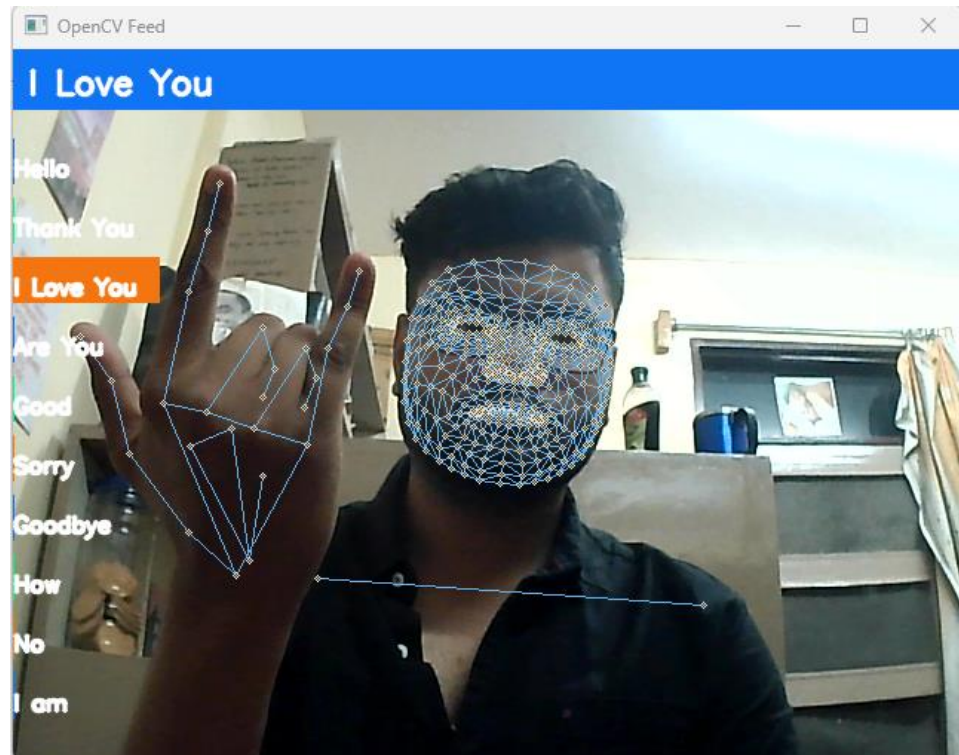 OpenCV Feed
I Love You
Hello
Thank You
I Love You
Are You
Good
Sorry
Goodbye
How
No
I am